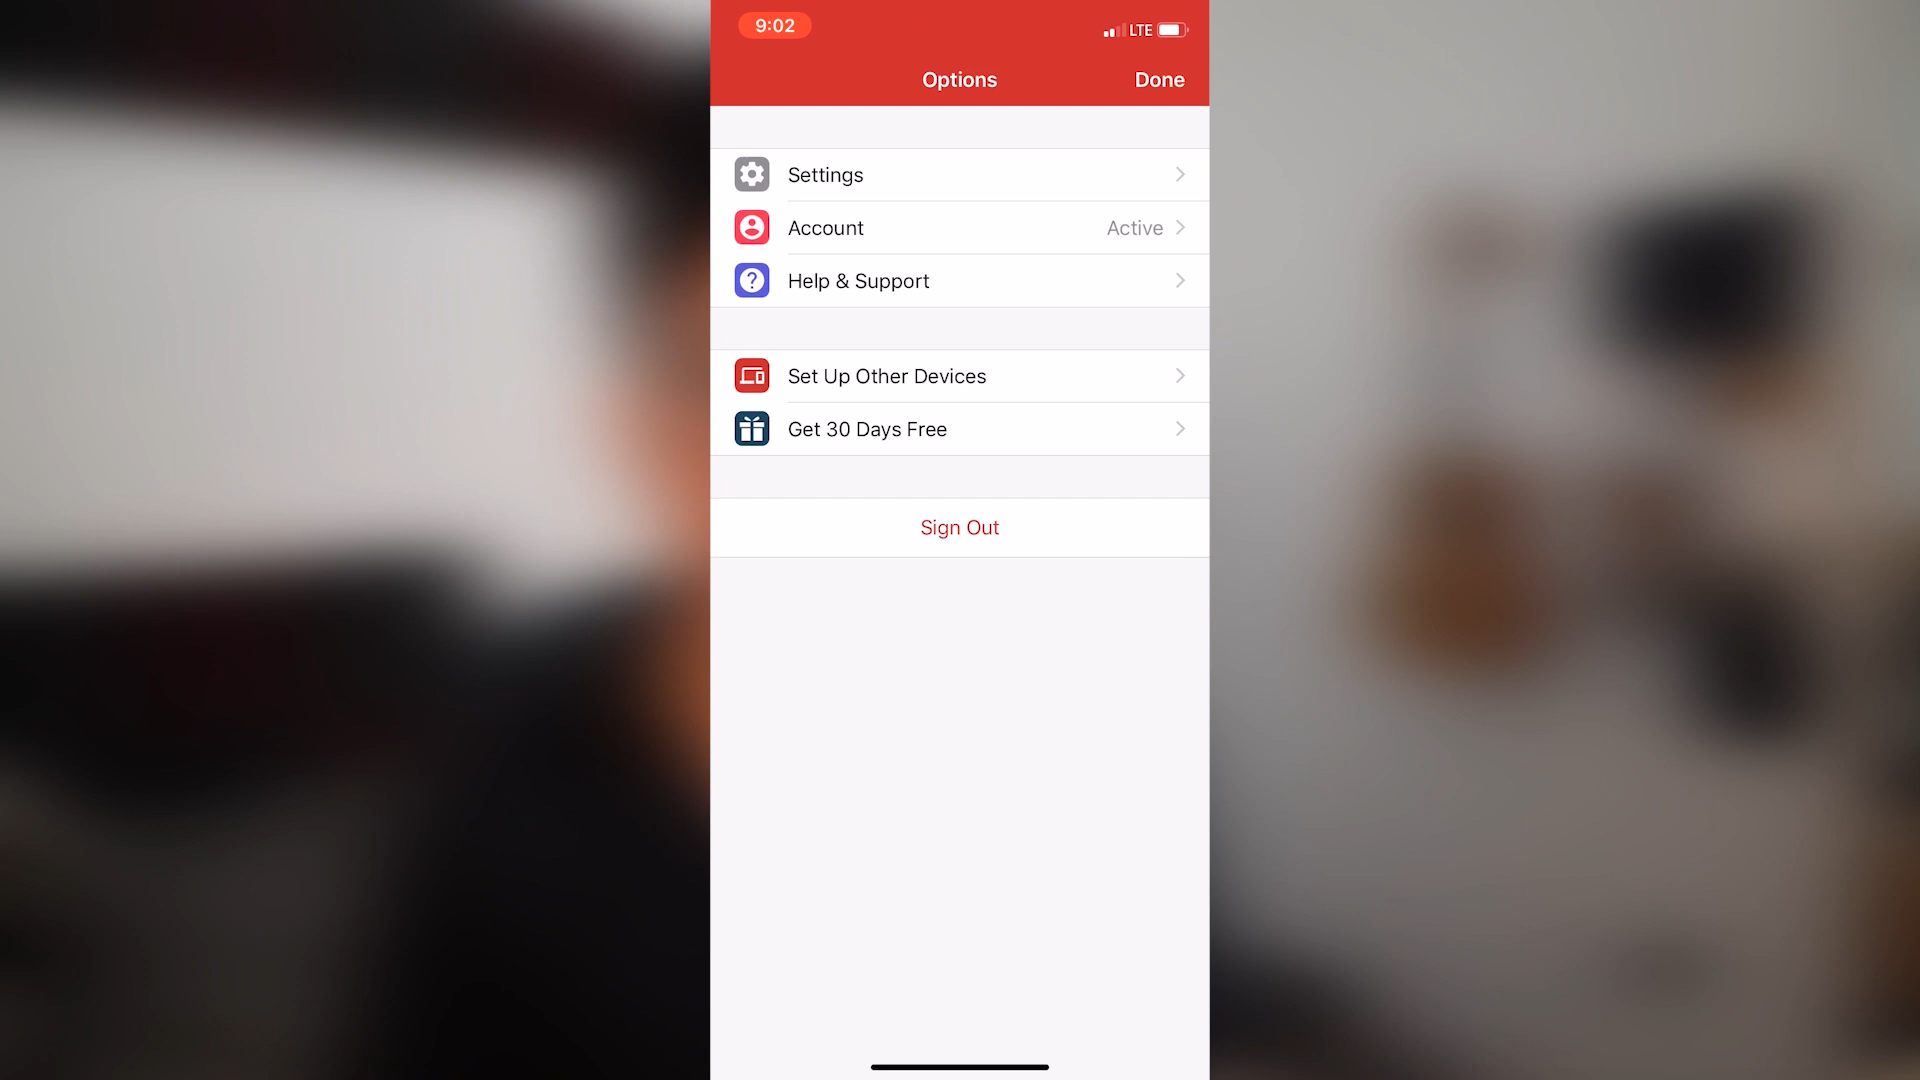 9:02
LTE
Options
Done
Settings
Account
Active
Help & Support
Set Up Other Devices
Get 30 Days Free
Sign Out